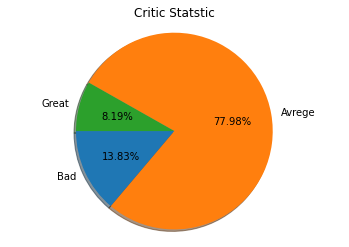 Critic Statstic
Great
8.19%
77.98%
Avrege
13.83%
Bad